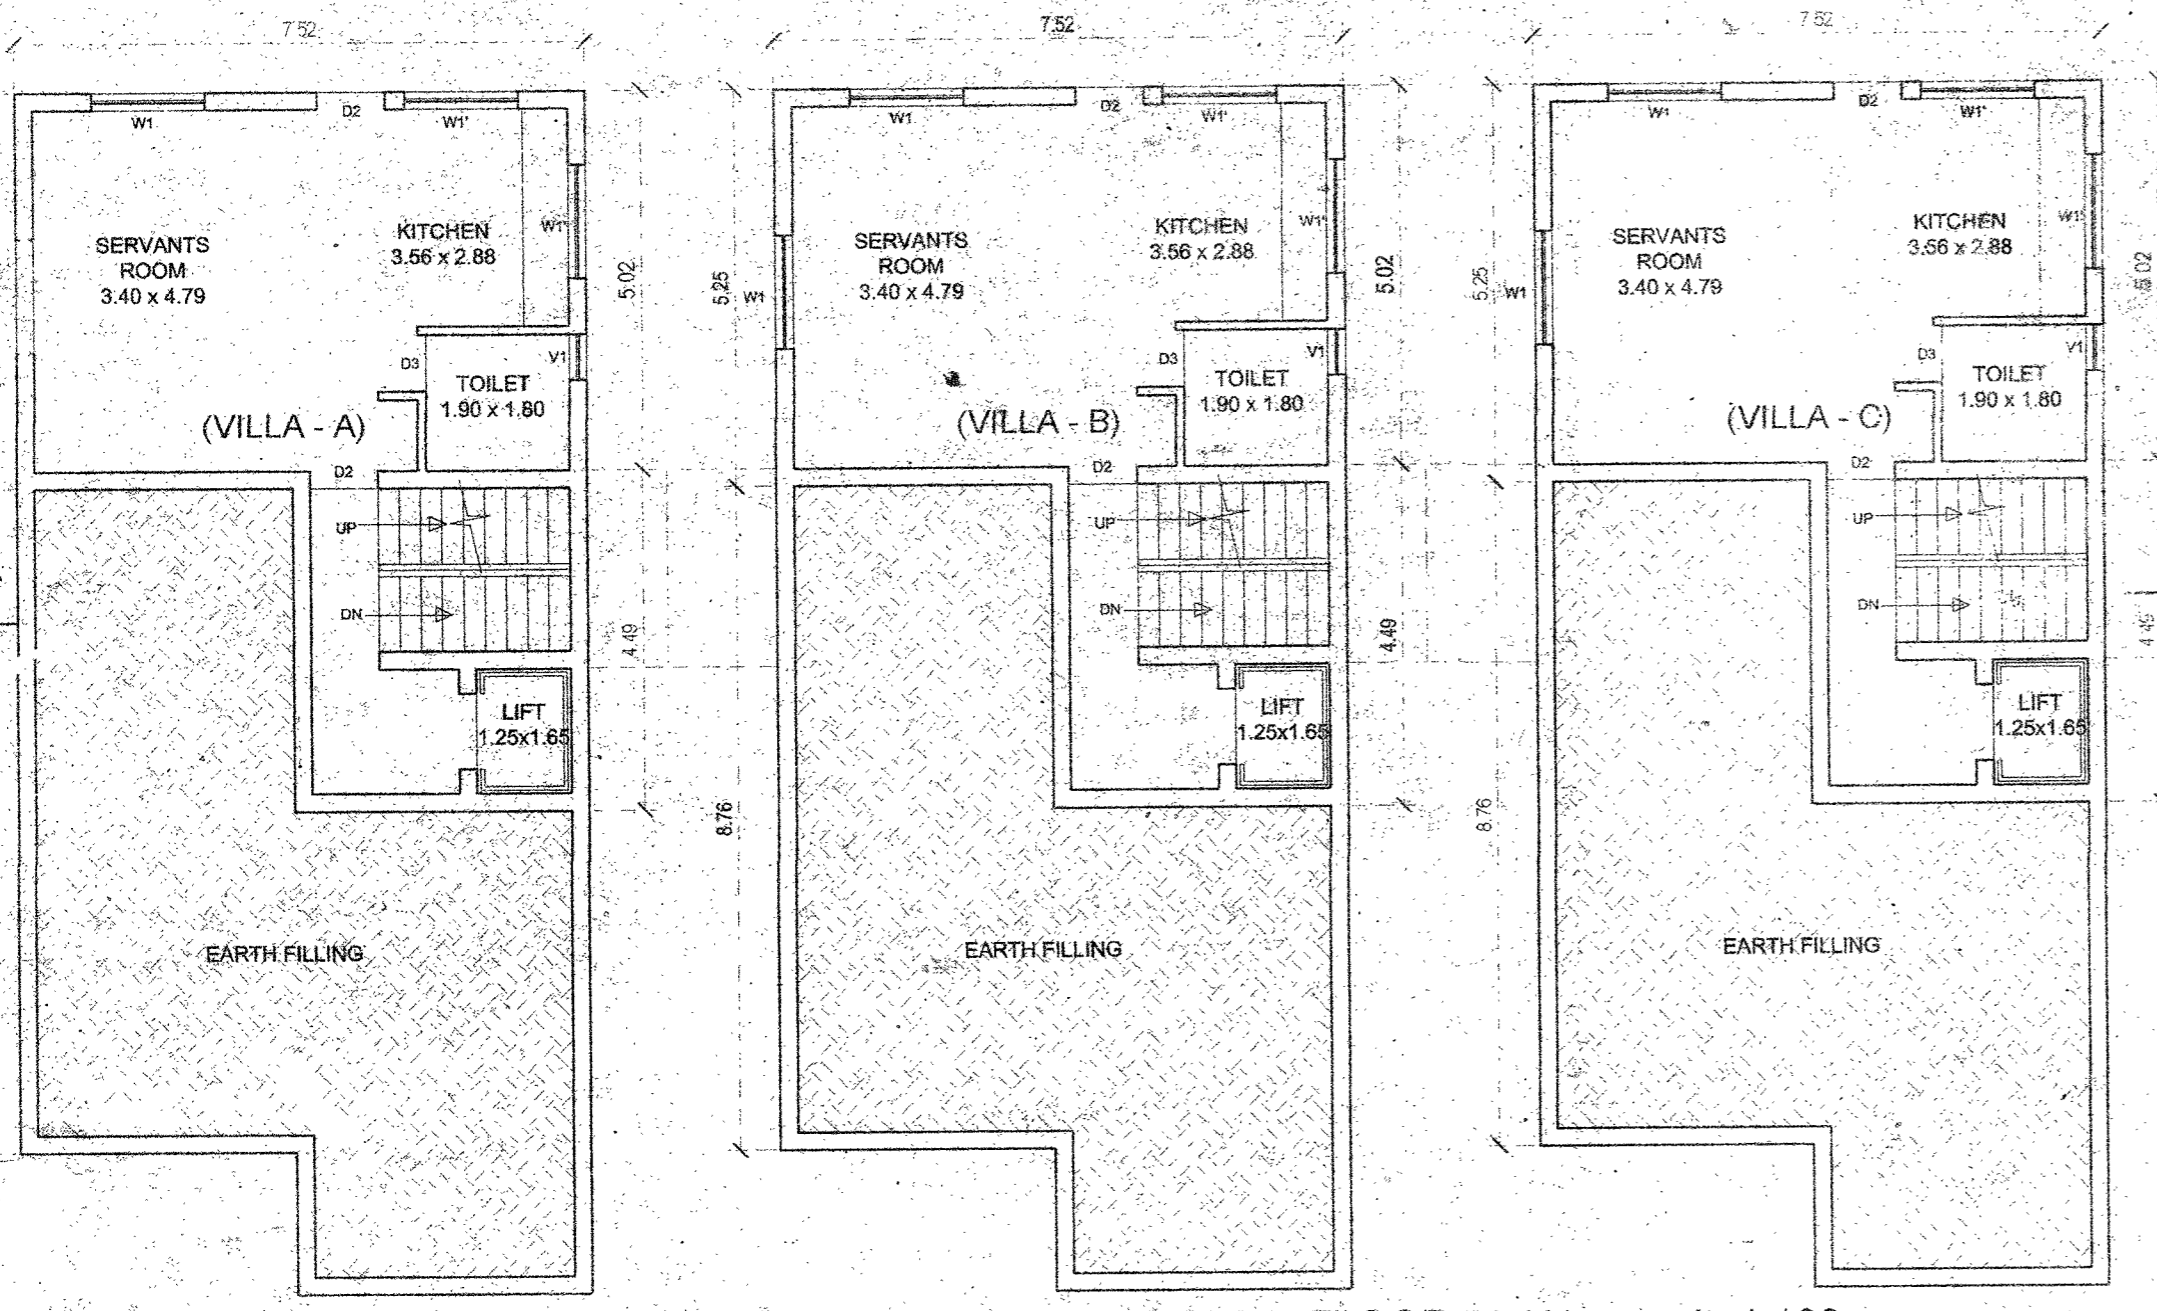 7.52
W1
D2
W1'
SERVANTS
ROOM
3.40 x 4.79
KITCHEN
3.56 x 2.88
W1'
5.02
D3
V1
TOILET
1.90 x 1.80
(VILLA - A)
D2
UP
DN
4.49
LIFT
1.25x1.65
EARTH FILLING
7.52
W1
D2
W1'
5.25
W1
SERVANTS
ROOM
3.40 x 4.79
KITCHEN
3.56 x 2.88
W1'
5.02
D3
V1
TOILET
1.90 x 1.80
(VILLA - B)
D2
UP
DN
4.49
LIFT
1.25x1.65
8.76
EARTH FILLING
7.52
W1
D2
W1'
5.25
W1
SERVANTS
ROOM
3.40 x 4.79
KITCHEN
3.56 x 2.88
W1'
5.02
D3
V1
TOILET
1.90 x 1.80
(VILLA - C)
D2
UP
DN
4.49
LIFT
1.25x1.65
8.76
EARTH FILLING